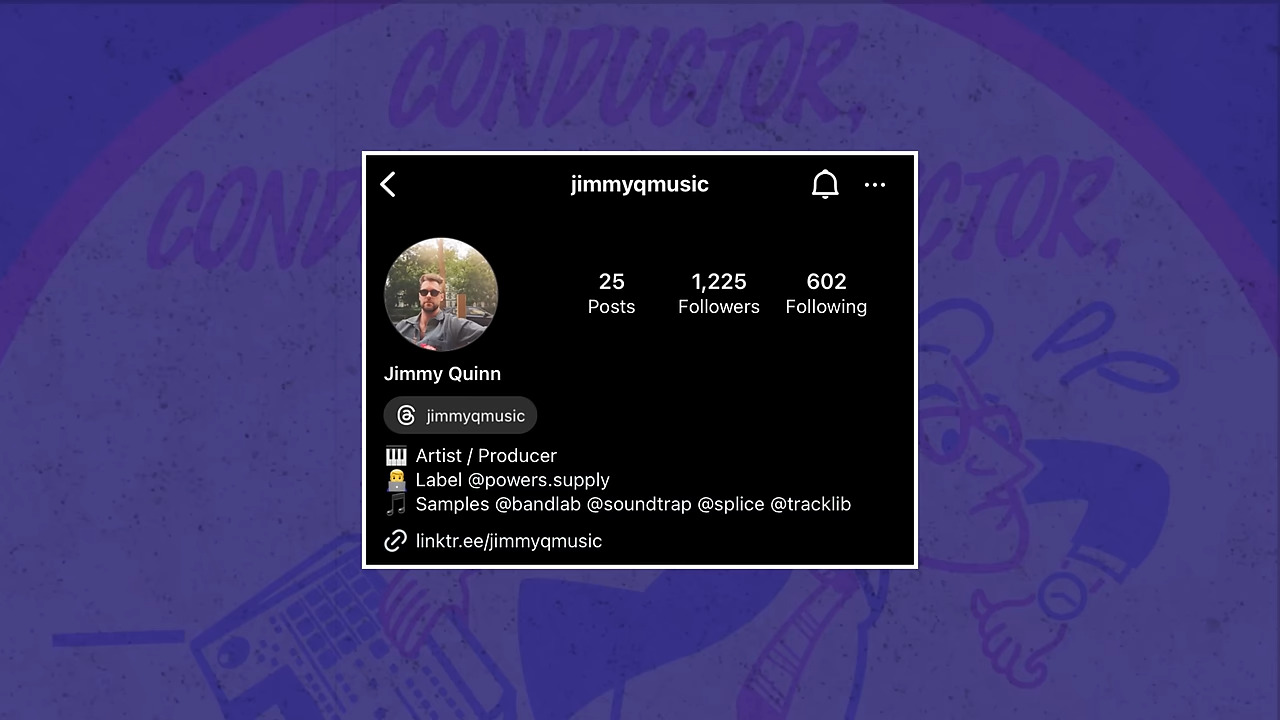 CONDUCTOR,
CONDUCTOR,
jimmyqmusic
25 1,225 602
Posts Followers Following
Jimmy Quinn
jimmyqmusic
🎹 Artist / Producer
👨‍💻 Label @powers.supply
🎵 Samples @bandlab @soundtrap @splice @tracklib
linktr.ee/jimmyqmusic